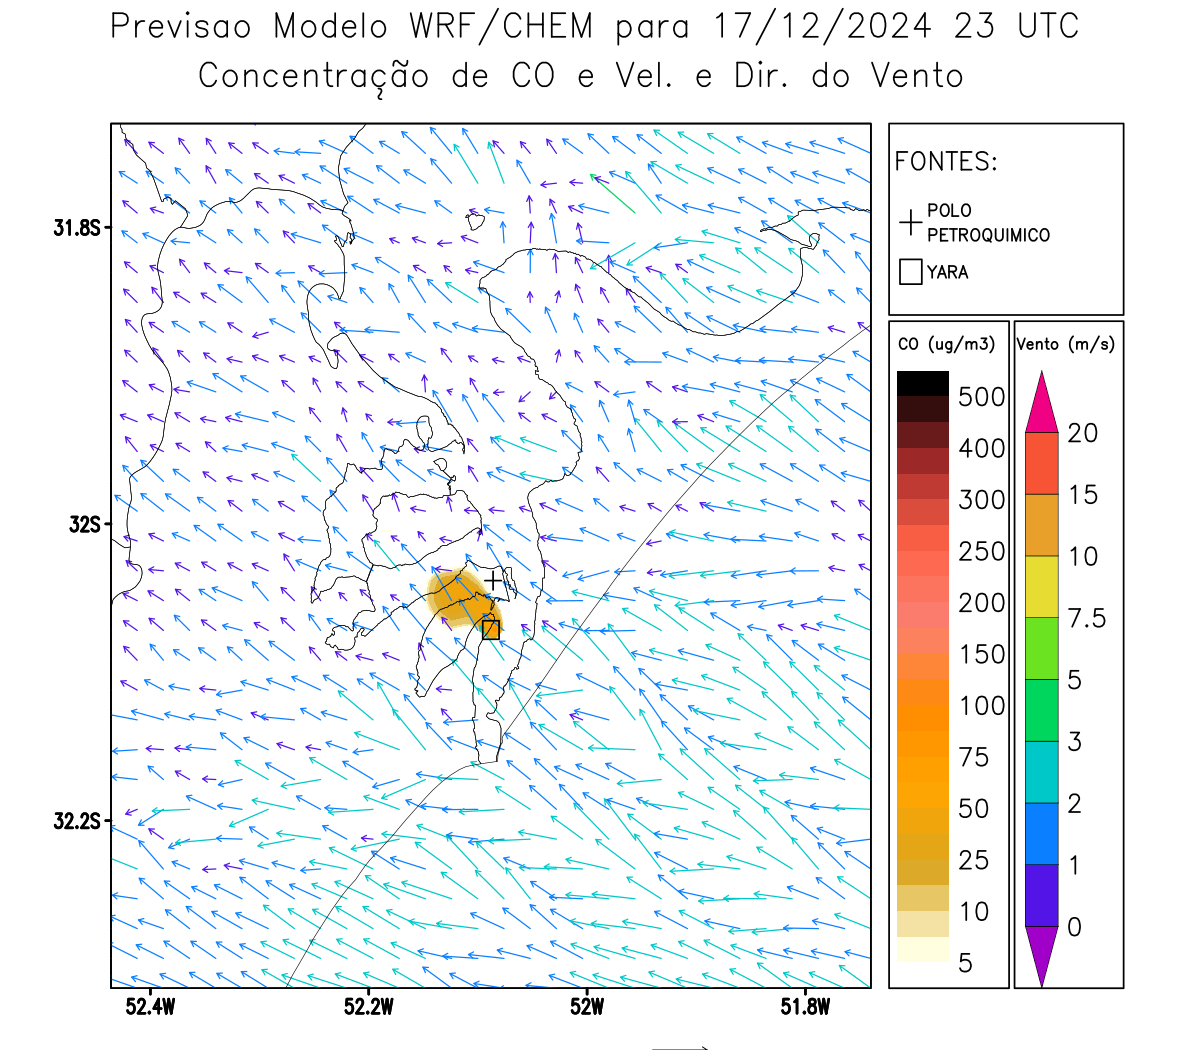 Previsao Modelo WRF/CHEM para 17/12/2024 23 UTC
Concentração de CO e Vel. e Dir. do Vento
FONTES:
POLO
PETROQUIMICO
YARA
CO (ug/m3)
500
400
300
250
200
150
100
75
50
25
10
5
Vento (m/s)
20
15
10
7.5
5
3
2
1
0
31.8S
32S
32.2S
52.4W
52.2W
52W
51.8W